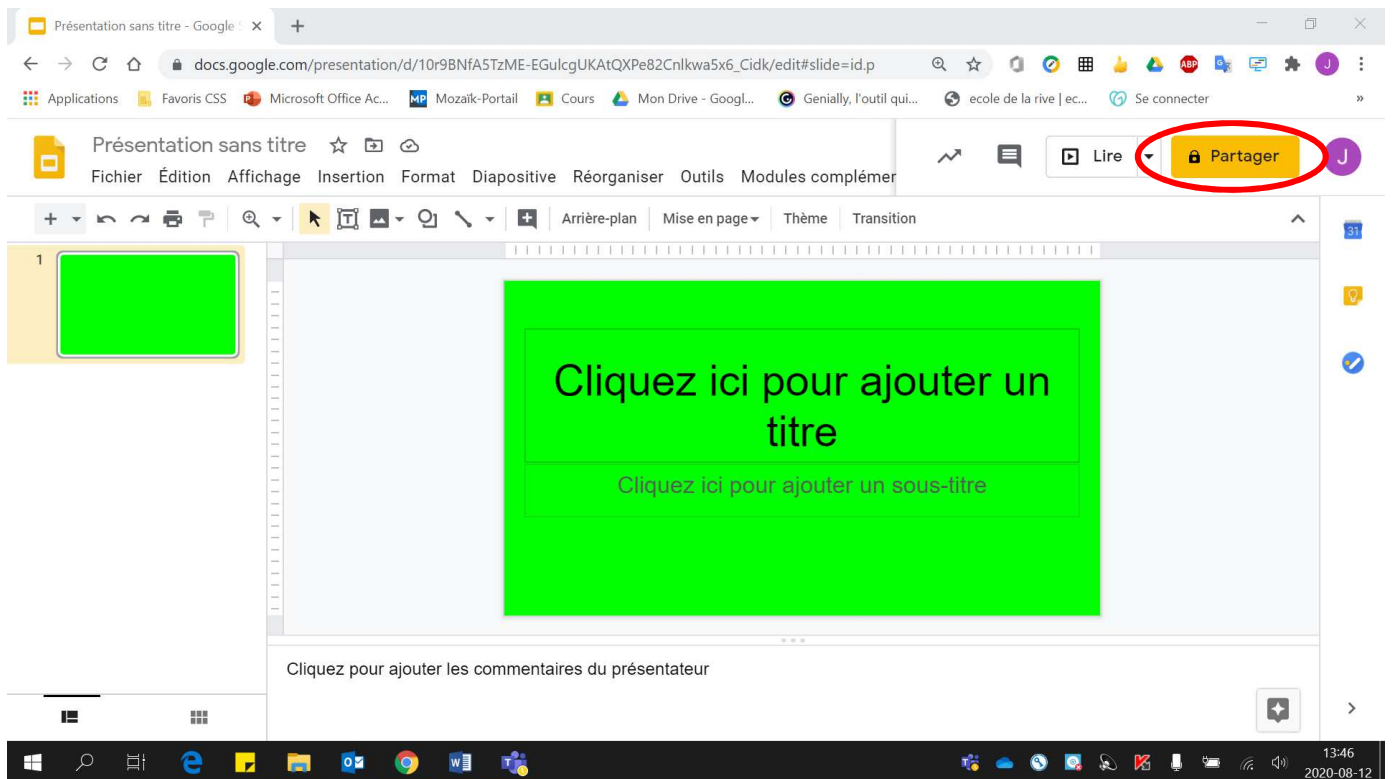 Présentation sans titre - Google S
docs.google.com/presentation/d/10r9BNfA5TzME-EGulcgUKAtQXPe82Cnlkwa5x6_Cidk/edit#slide=id.p
ABP
J
Applications
Favoris CSS
Microsoft Office Ac...
MP Mozaïk-Portail
Cours
Mon Drive - Googl...
Genially, l'outil qui...
ecole de la rive | ec...
Se connecter
»
Présentation sans titre
Lire
Partager
J
Fichier Édition Affichage Insertion Format Diapositive Réorganiser Outils Modules complémen
Arrière-plan
Mise en page
Thème
Transition
31
1
Cliquez ici pour ajouter un
titre
Cliquez ici pour ajouter un sous-titre
Cliquez pour ajouter les commentaires du présentateur
13:46
2020-08-12